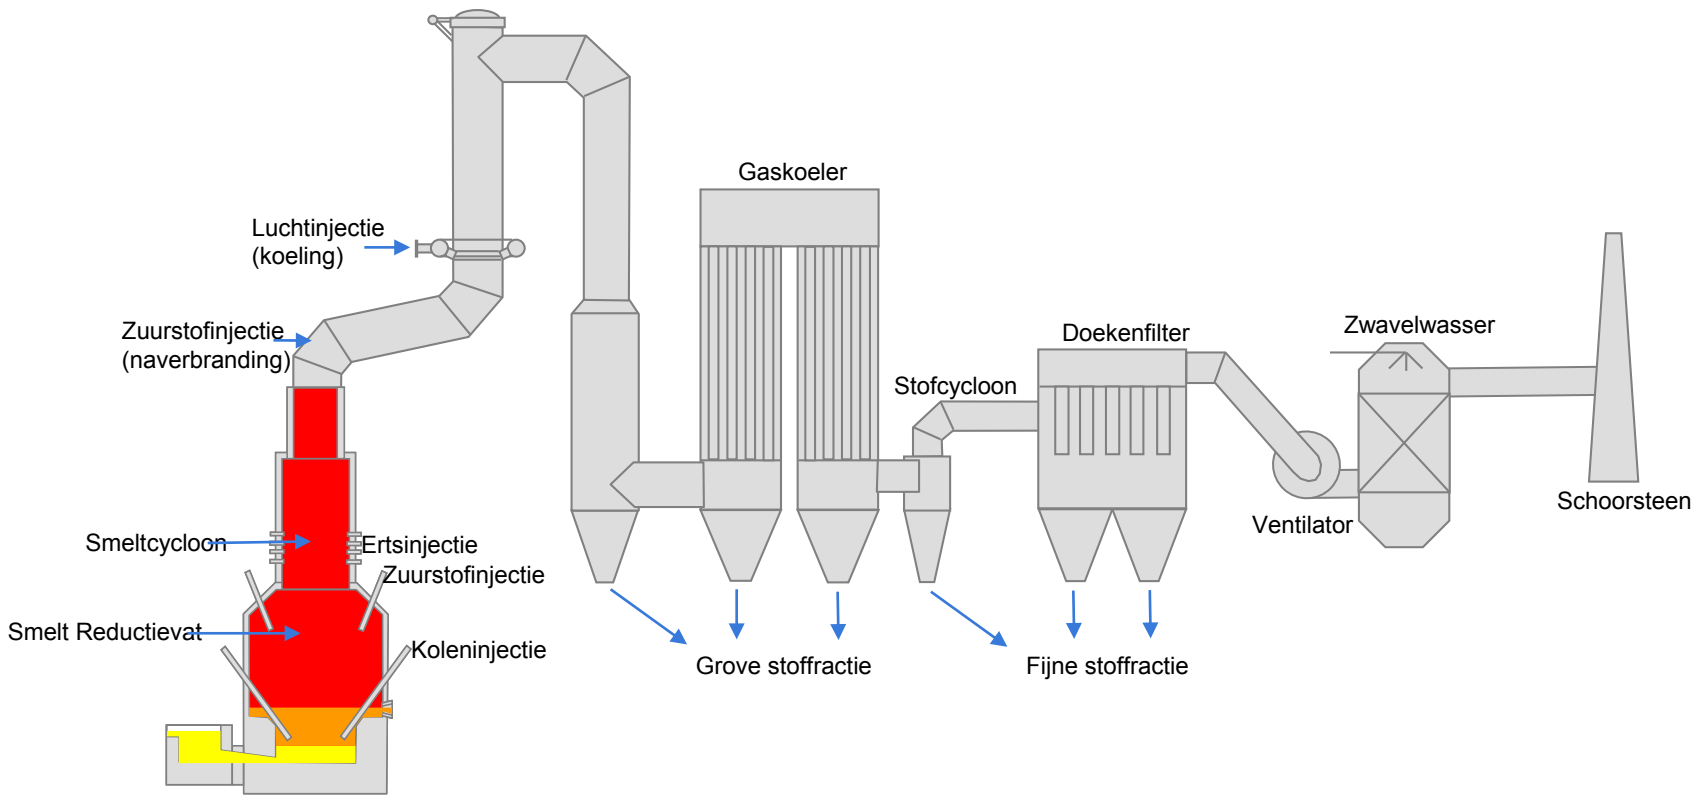 Gaskoeler
Luchtinjectie
(koeling)
Zuurstofinjectie
(naverbranding)
Doekenfilter
Zwavelwasser
Stofcycloon
Schoorsteen
Ventilator
Smeltcycloon
Ertsinjectie
Zuurstofinjectie
Smelt Reductievat
Koleninjectie
Grove stoffractie
Fijne stoffractie